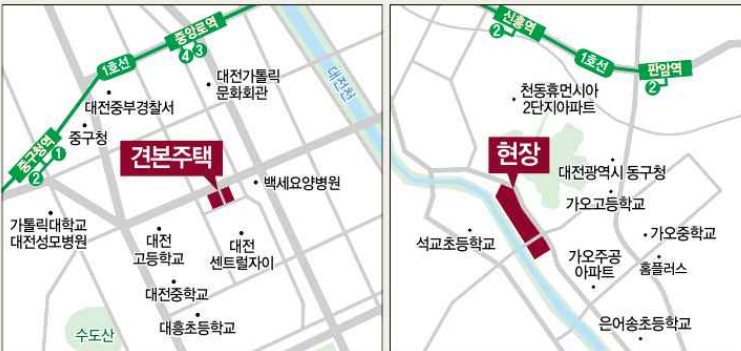 중앙로역
4
3
1호선
대전가톨릭
문화회관
대전천
대전중부경찰서
중구청
중구청역
1
2
견본주택
백세요양병원
가톨릭대학교
대전성모병원
대전
고등학교
대전
센트럴자이
대전중학교
대흥초등학교
수도산
신흥역
2
1호선
판암역
2
천동휴먼시아
2단지아파트
현장
대전광역시 동구청
가오고등학교
석교초등학교
가오중학교
가오주공
아파트
홈플러스
은어송초등학교